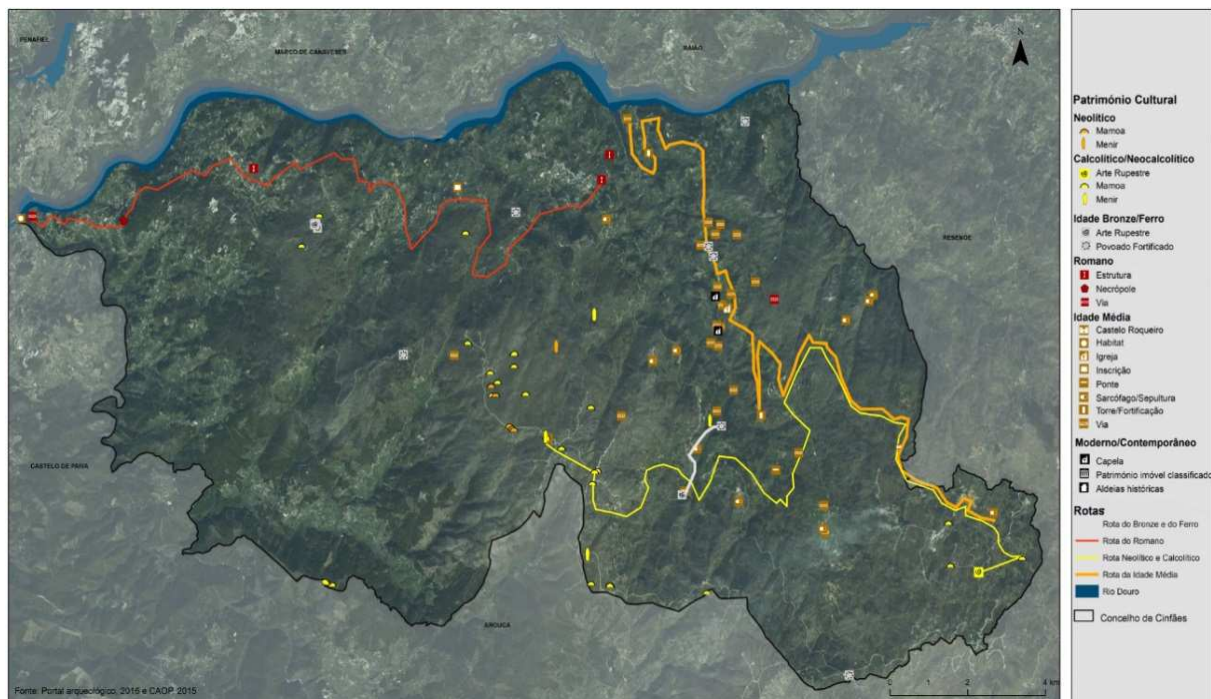 PENAFIEL
MARCO DE CANAVESES
BAIÃO
N
RESENDE
CASTELO DE PAIVA
AROUCA
Fonte: Portal arqueológico, 2016 e CAOP, 2015
0 1 2 4 km
Património Cultural
Neolítico
Mamoa
Menir
Calcolítico/Neocalcolítico
Arte Rupestre
Mamoa
Menir
Idade Bronze/Ferro
Arte Rupestre
Povoado Fortificado
Romano
Estrutura
Necrópole
Via
Idade Média
Castelo Roqueiro
Habitat
Igreja
Inscrição
Ponte
Sarcófago/Sepultura
Torre/Fortificação
Via
Moderno/Contemporâneo
Capela
Património imóvel classificado
Aldeias históricas
Rotas
Rota do Bronze e do Ferro
Rota do Romano
Rota Neolítico e Calcolítico
Rota da Idade Média
Rio Douro
Concelho de Cinfães